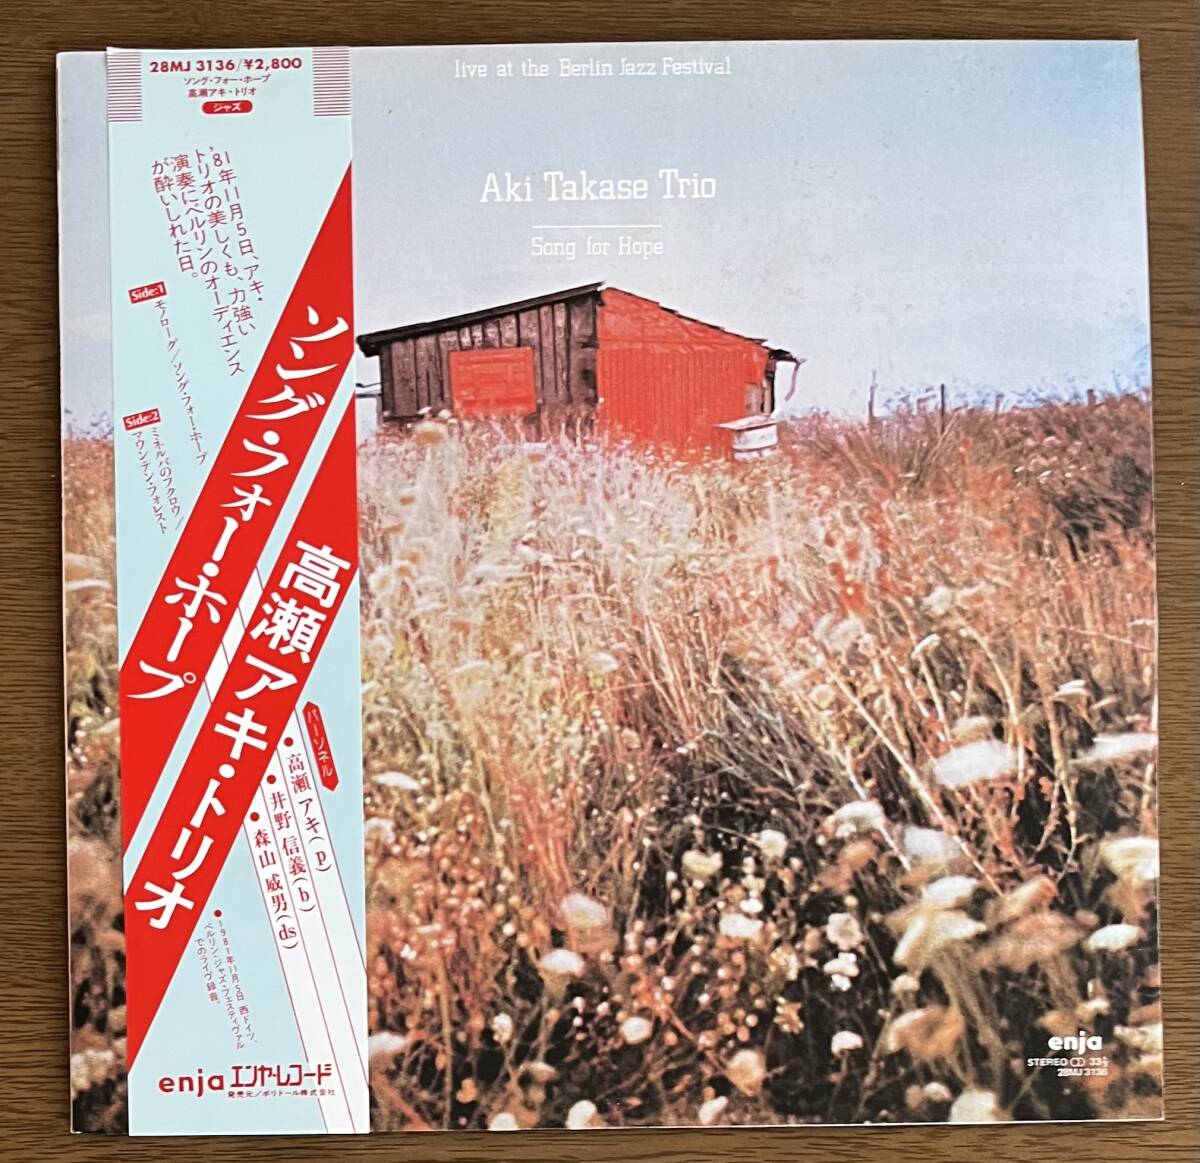 28MJ 3136/¥2,800
ソング・フォー・ホープ
高瀬アキ・トリオ
ジャズ
'81年11月5日、アキ・
トリオの美しくも、力強い
演奏にベルリンのオーディエンス
が酔いしれた日。
Side:1
モノローグ/ソング・フォー・ホープ
Side:2
ミネルバのフクロウ/
マウンテン・フォレスト
ソング・フォー・ホープ
高瀬アキ・トリオ
パーソネル
●高瀬アキ(p)
●井野信義(b)
●森山威男(ds)
●1981年11月5日 西ドイツ、
ベルリン・ジャズ・フェスティヴァル
でのライヴ録音。
enja エンヤ・レコード
発売元/ポリドール株式会社
live at the Berlin Jazz Festival
Aki Takase Trio
Song for Hope
enja
STEREO 33⅓
28MJ 3136